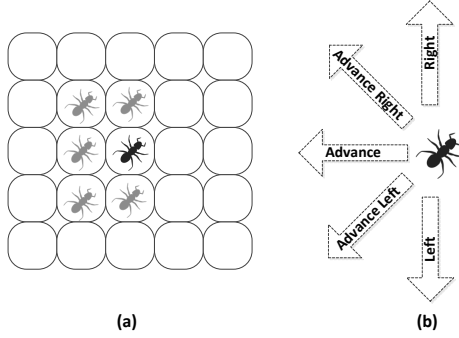 Right
Advance Right
Advance
Advance Left
Left
(a)
(b)